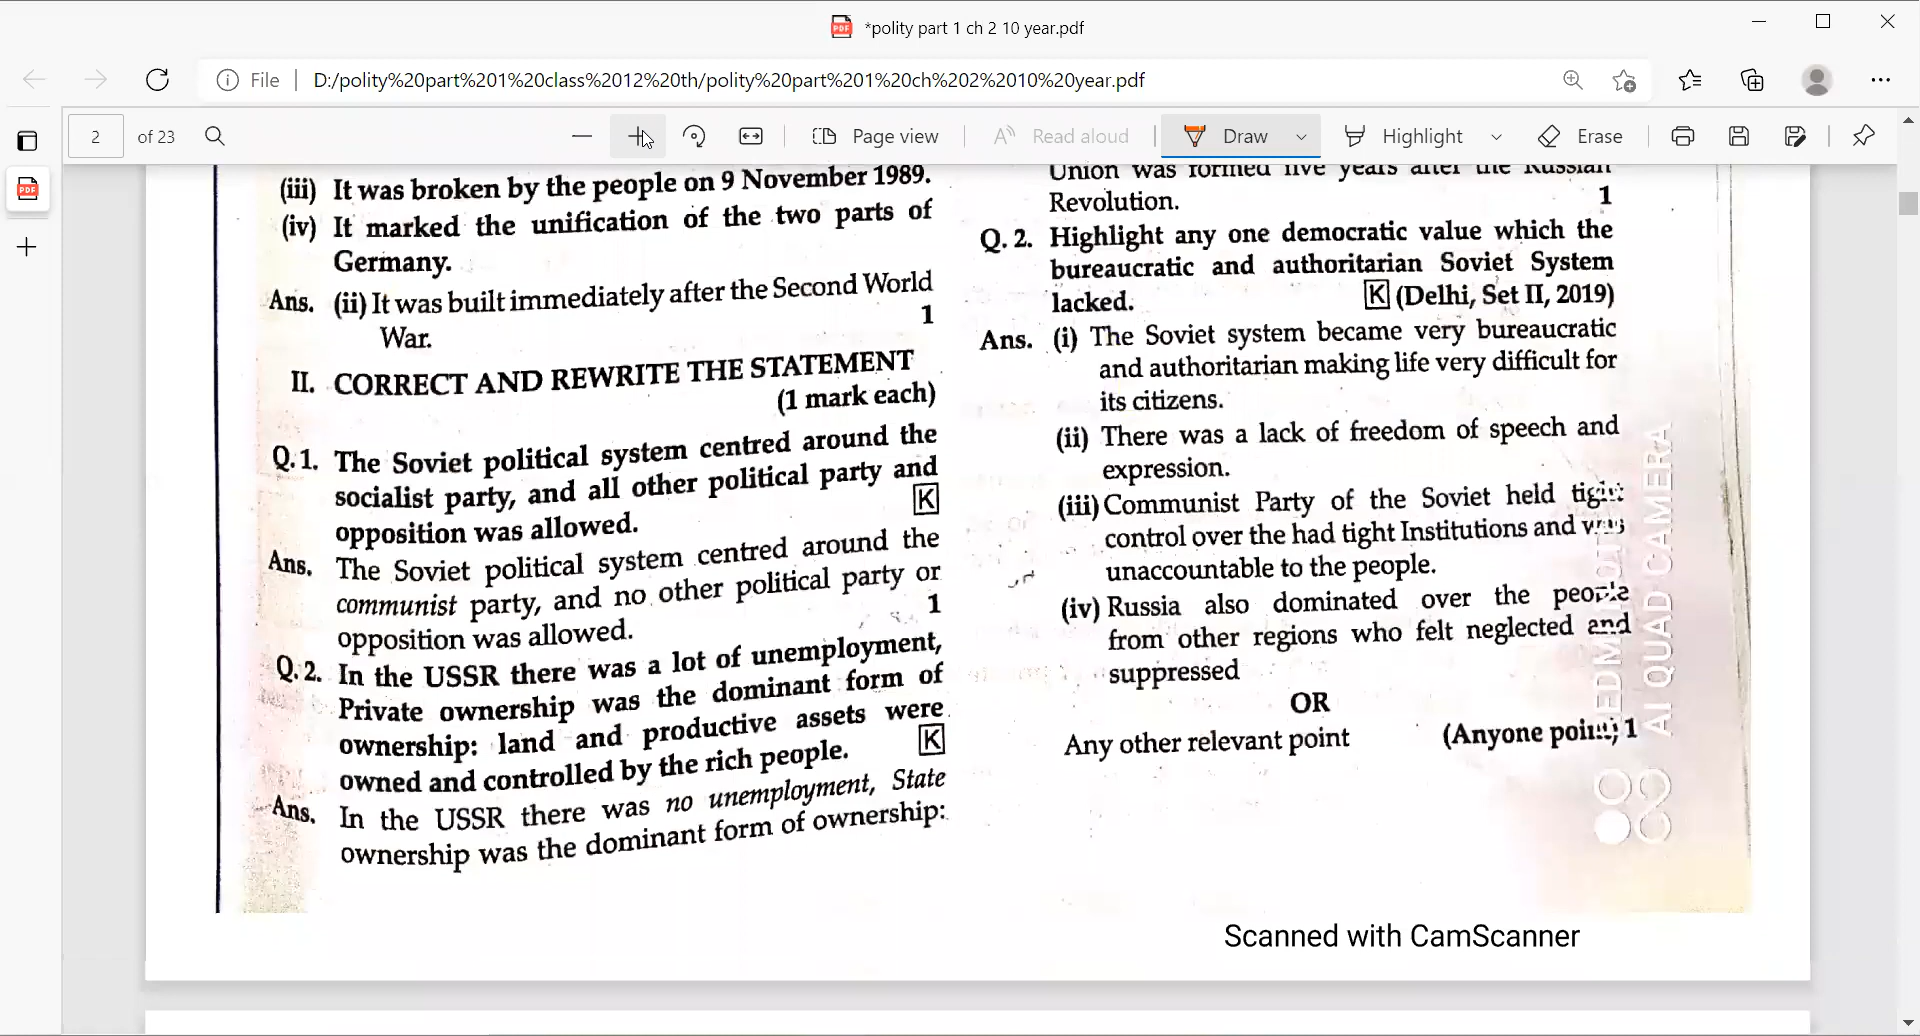 *polity part 1 ch 2 10 year.pdf
File
D:/polity%20part%201%20class%2012%20th/polity%20part%201%20ch%202%2010%20year.pdf
2 of 23
Page view
Read aloud
Draw
Highlight
Erase
(iii) It was broken by the people on 9 November 1989.
(iv) It marked the unification of the two parts of
Germany.
Ans. (ii) It was built immediately after the Second World
War. 1
II. CORRECT AND REWRITE THE STATEMENT
(1 mark each)
Q.1. The Soviet political system centred around the
socialist party, and all other political party and
opposition was allowed. K
Ans. The Soviet political system centred around the
communist party, and no other political party or
opposition was allowed. 1
Q.2. In the USSR there was a lot of unemployment,
Private ownership was the dominant form of
ownership: land and productive assets were
owned and controlled by the rich people. K
Ans. In the USSR there was no unemployment, State
ownership was the dominant form of ownership:
Union was formed five years after the Russian
Revolution. 1
Q. 2. Highlight any one democratic value which the
bureaucratic and authoritarian Soviet System
lacked. K (Delhi, Set II, 2019)
Ans. (i) The Soviet system became very bureaucratic
and authoritarian making life very difficult for
its citizens.
(ii) There was a lack of freedom of speech and
expression.
(iii) Communist Party of the Soviet held tight
control over the had tight Institutions and was
unaccountable to the people.
(iv) Russia also dominated over the people
from other regions who felt neglected and
suppressed
OR
Any other relevant point (Anyone point) 1
AI QUAD CAMERA
Scanned with CamScanner